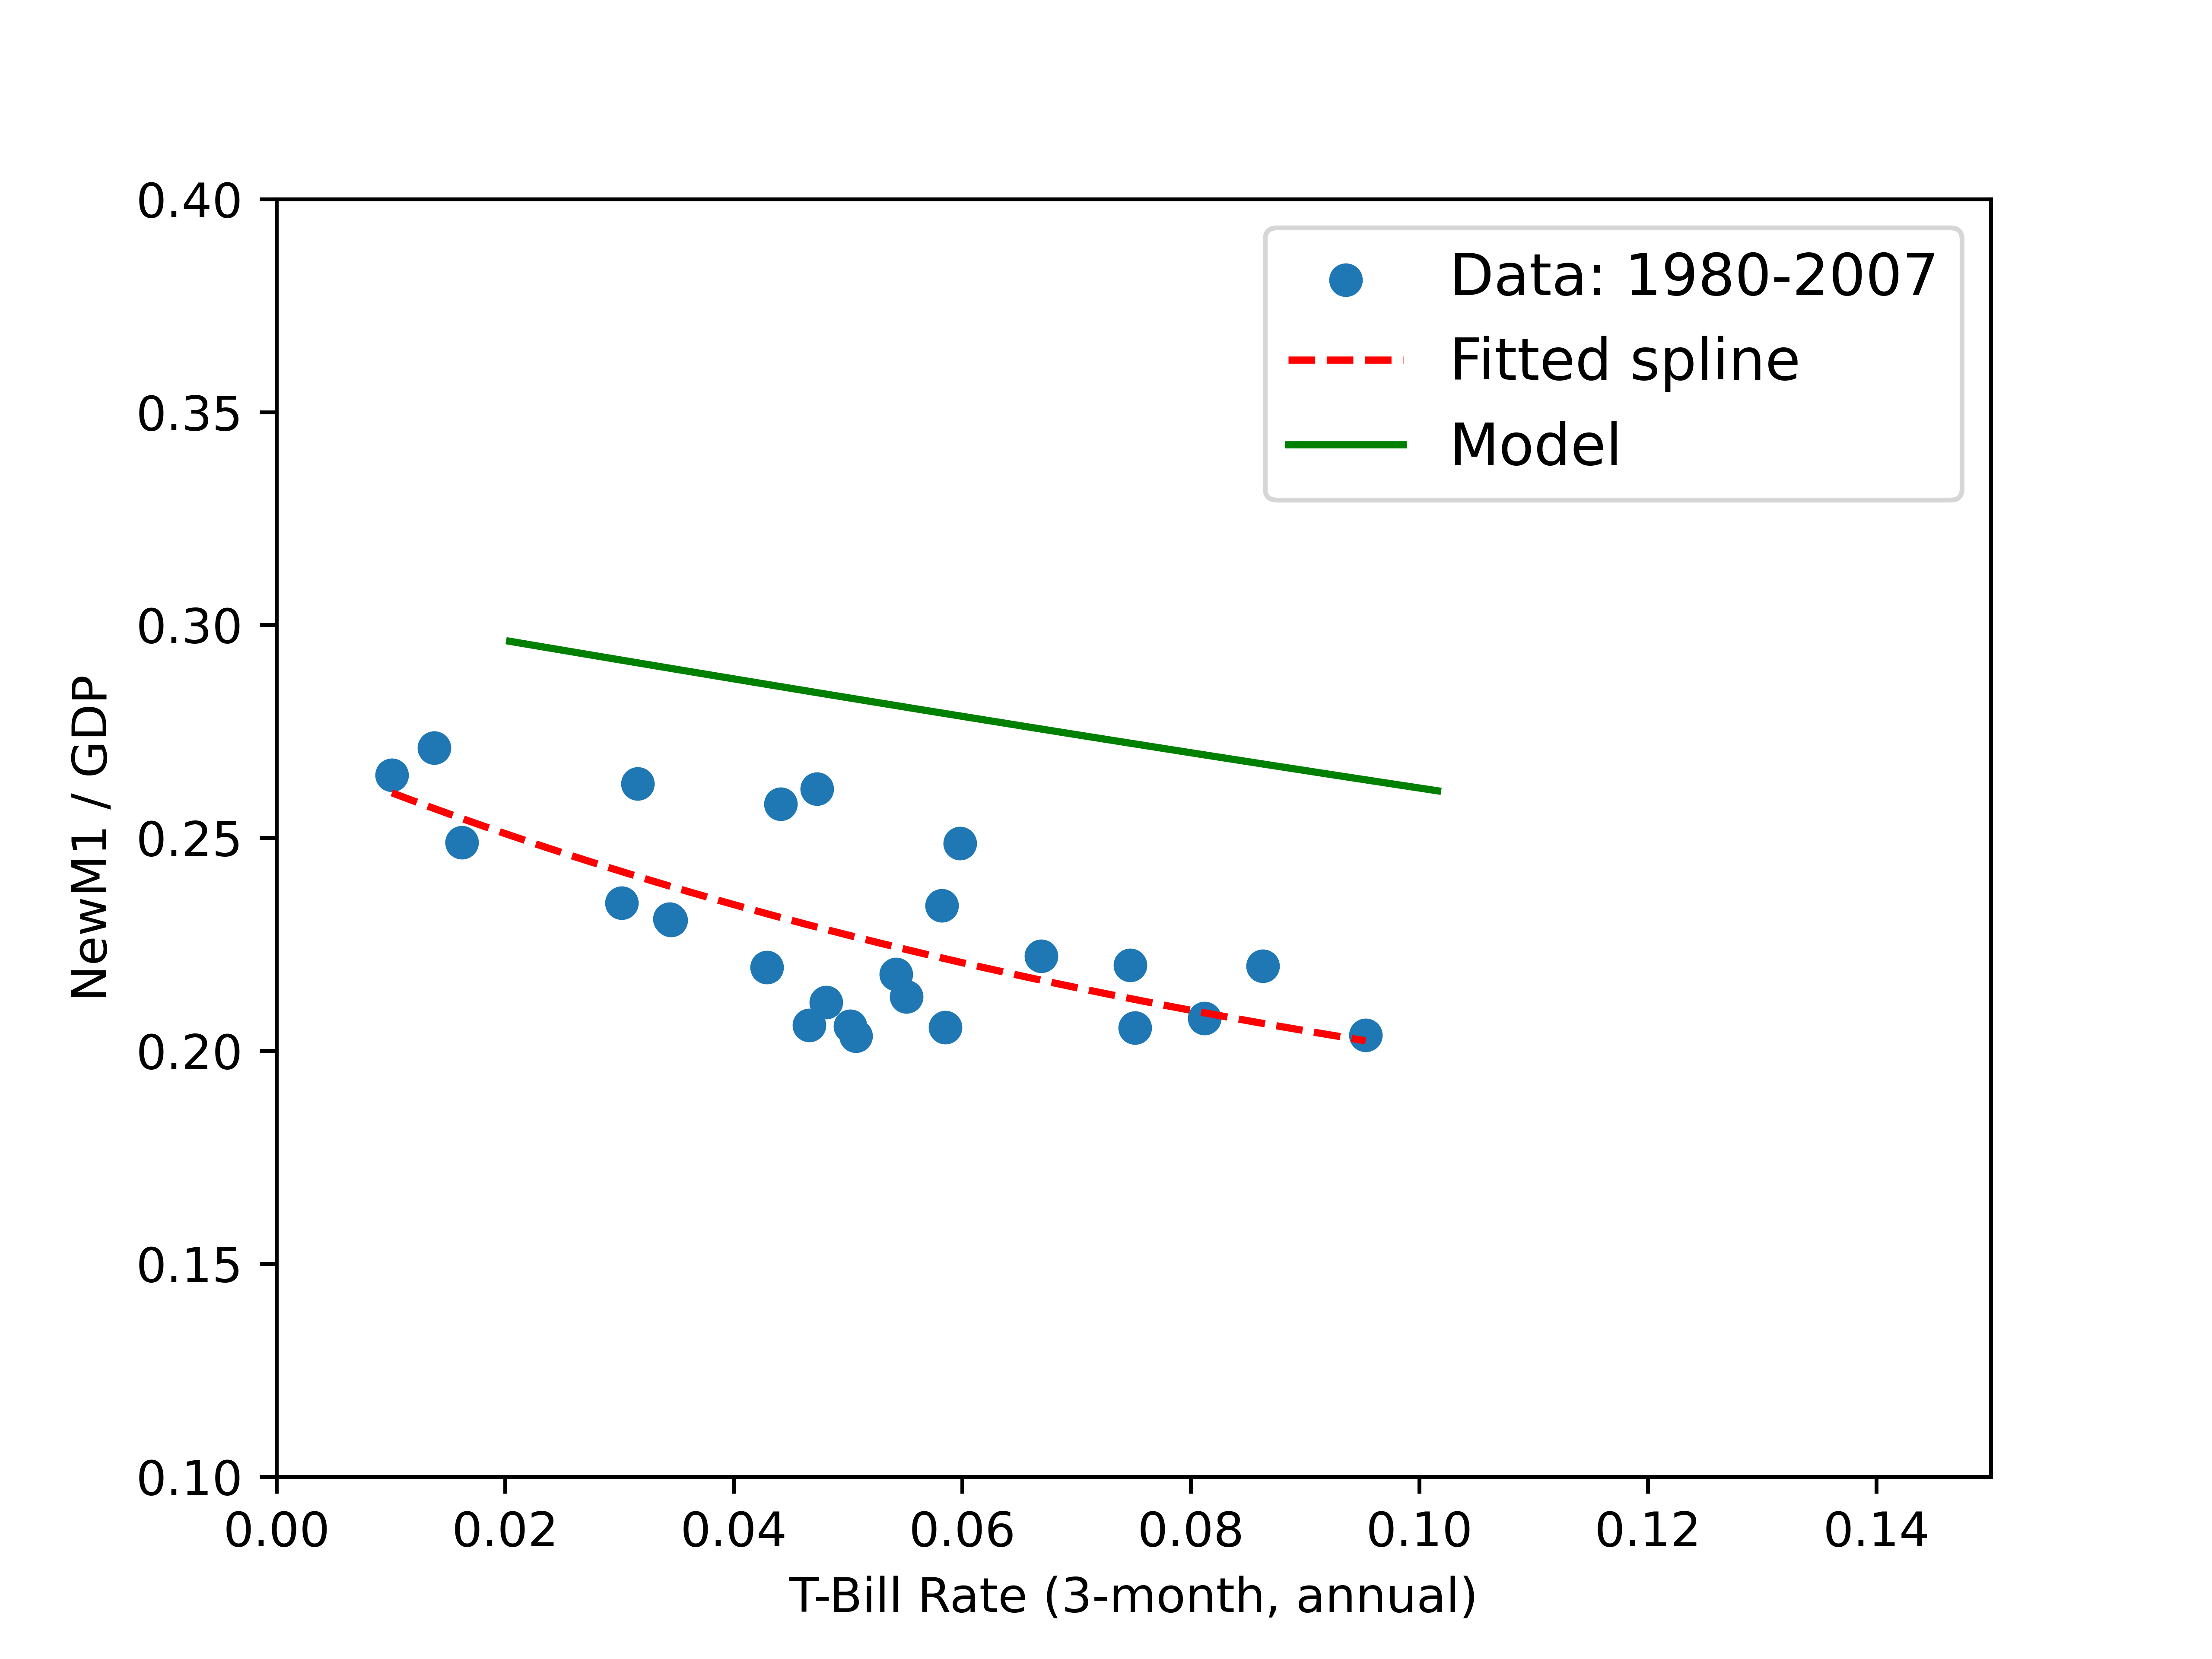 0.40
0.35
0.30
0.25
0.20
0.15
0.10
NewM1 / GDP
Data: 1980-2007
Fitted spline
Model
0.00 0.02 0.04 0.06 0.08 0.10 0.12 0.14
T-Bill Rate (3-month, annual)